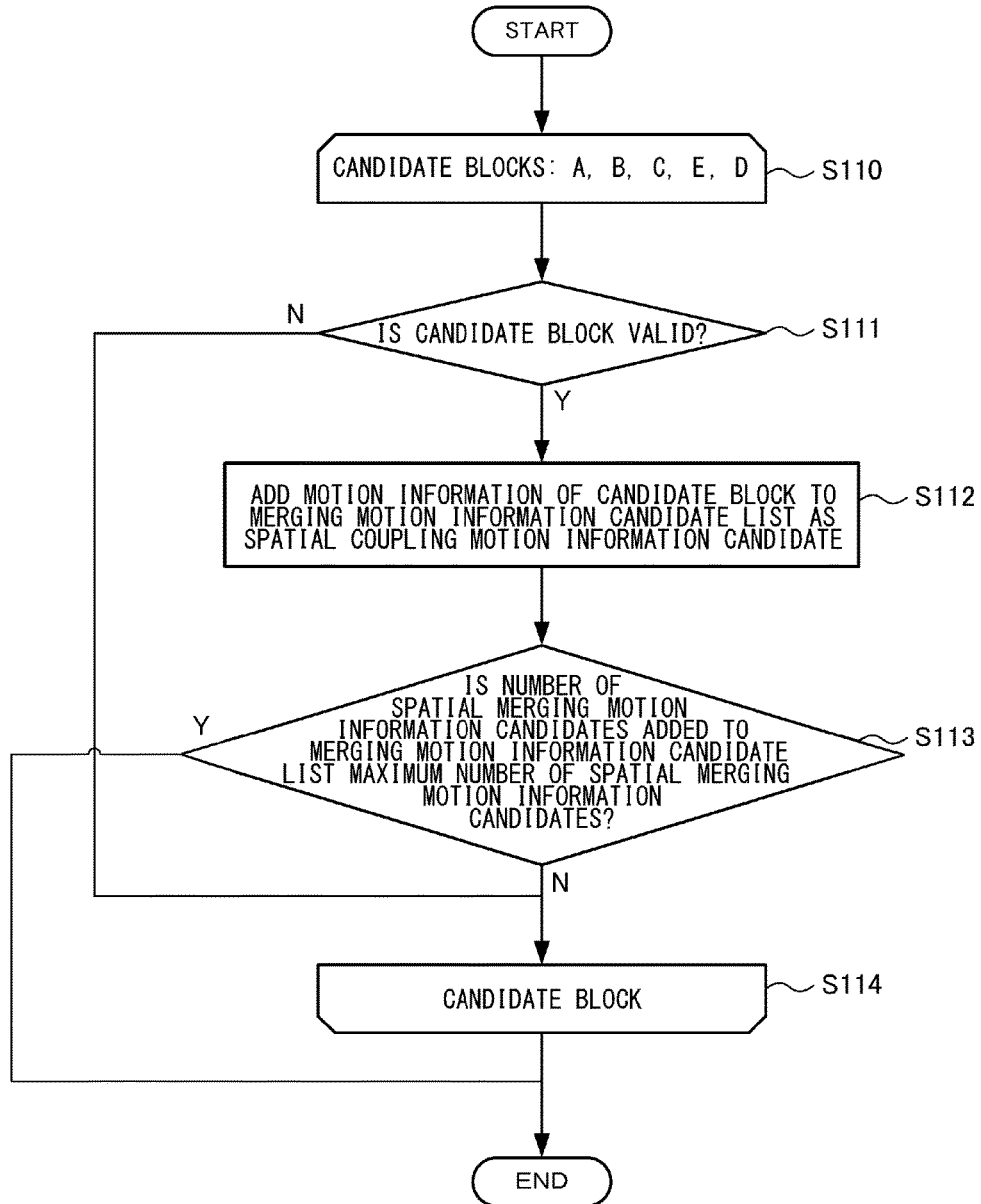 START
CANDIDATE BLOCKS: A, B, C, E, D
S110
N
IS CANDIDATE BLOCK VALID?
S111
Y
ADD MOTION INFORMATION OF CANDIDATE BLOCK TO
MERGING MOTION INFORMATION CANDIDATE LIST AS
SPATIAL COUPLING MOTION INFORMATION CANDIDATE
S112
Y
IS NUMBER OF
SPATIAL MERGING MOTION
INFORMATION CANDIDATES ADDED TO
MERGING MOTION INFORMATION CANDIDATE
LIST MAXIMUM NUMBER OF SPATIAL MERGING
MOTION INFORMATION
CANDIDATES?
S113
N
CANDIDATE BLOCK
S114
END